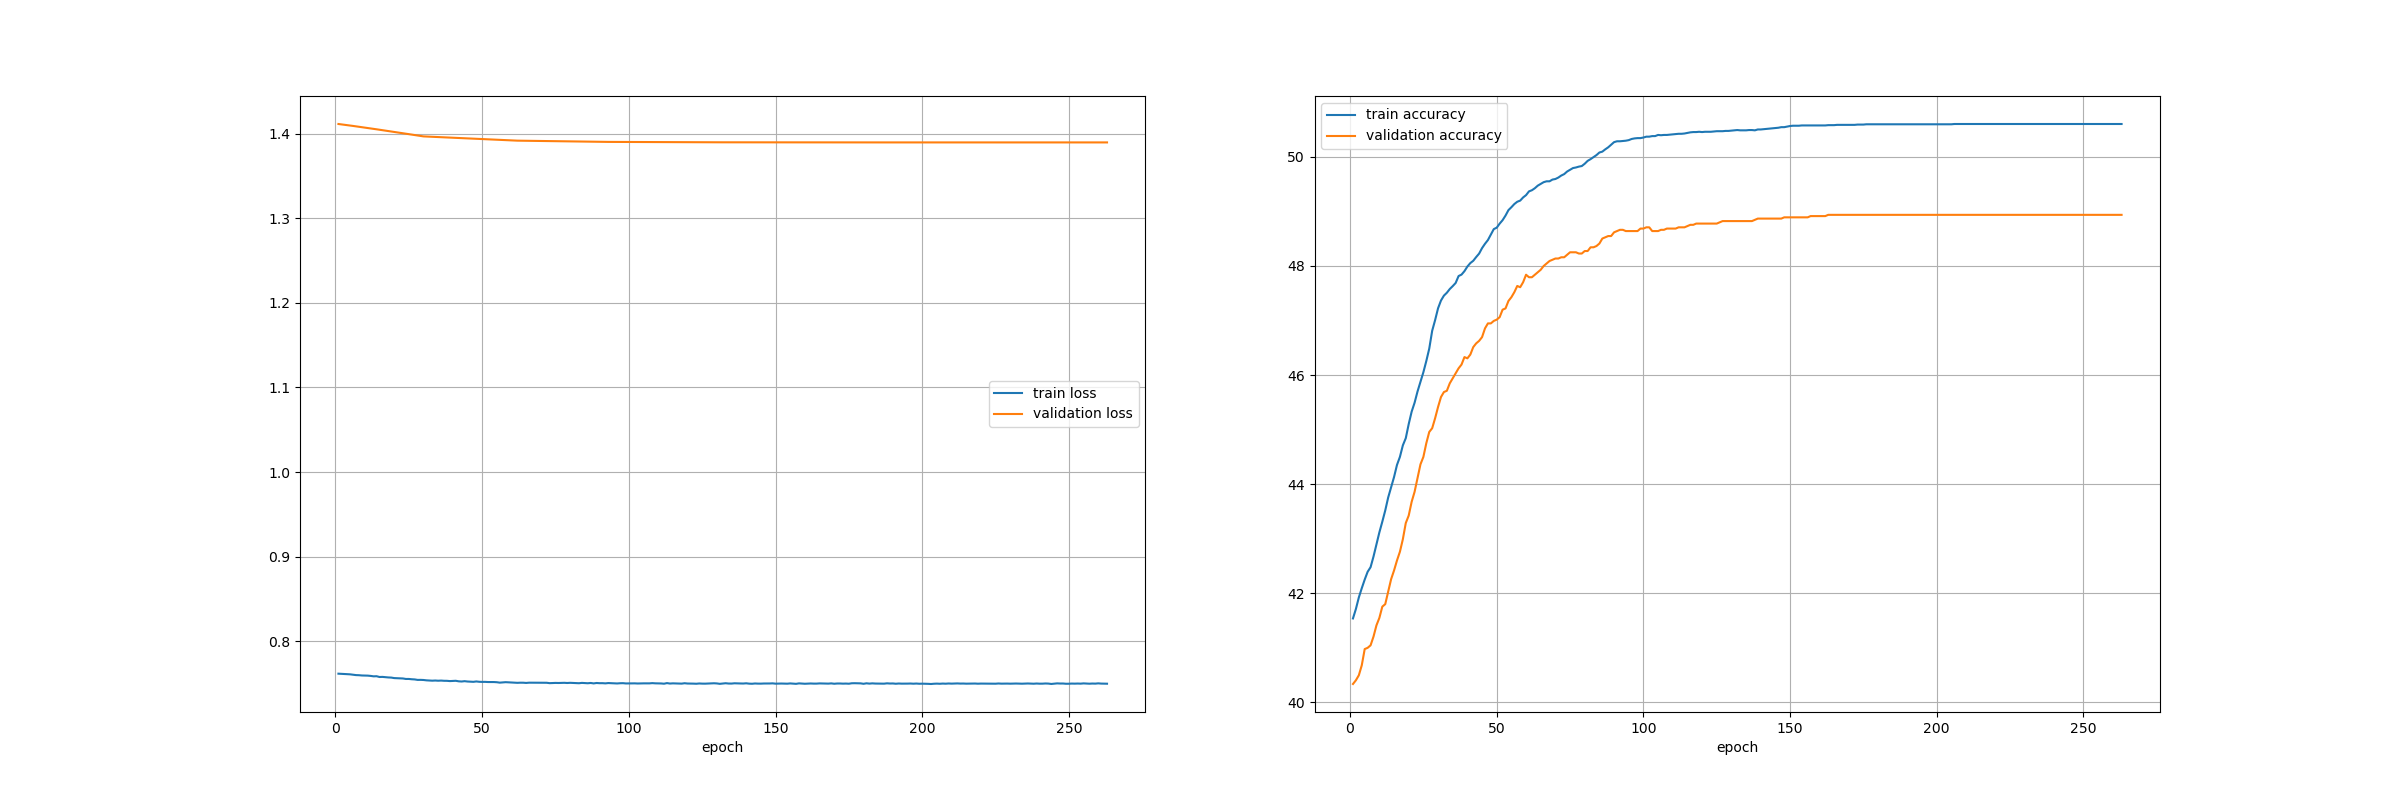 1.4
1.3
1.2
1.1
1.0
0.9
0.8
train loss
validation loss
0 50 100 150 200 250
epoch
train accuracy
validation accuracy
50
48
46
44
42
40
0 50 100 150 200 250
epoch